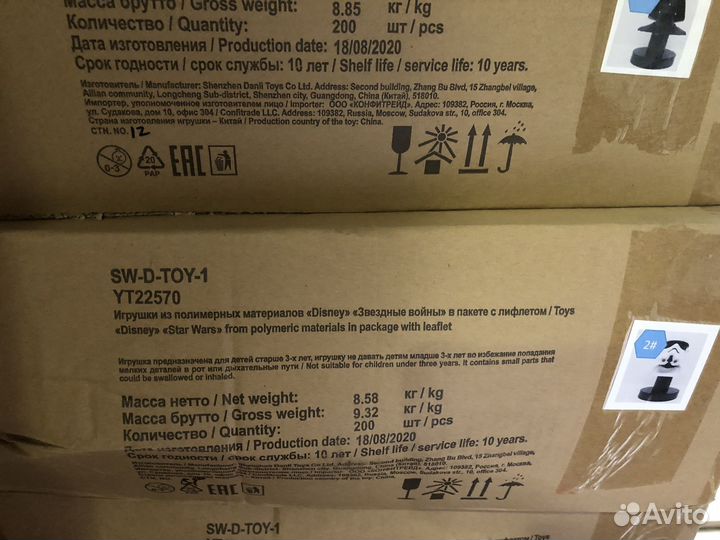 Масса брутто / Gross weight: 8.85 кг / kg
Количество / Quantity: 200 шт / pcs
Дата изготовления / Production date: 18/08/2020
Срок годности / срок службы: 10 лет / Shelf life / service life: 10 years.
Изготовитель / Manufacturer: Shenzhen Danli Toys Co Ltd. Address: Second building, Zhang Bu Blvd, 15 Zhangbei village,
Ailian community, Longcheng Sub-district, Shenzhen city, Guangdong, China (Китай), 518010.
Импортер, уполномоченное изготовителем лицо / Importer: ООО «КОНФИТРЕЙД». Адрес: 109382, Россия, г. Москва,
ул. Судакова, дом 10, офис 304 / Confitrade LLC. Address: 109382, Russia, Moscow, Sudakova str., 10, office 304.
Страна изготовления игрушки – Китай / Production country of the toy: China.
CTN. NO. 12
0-3
20
PAP
EAC
SW-D-TOY-1
YT22570
Игрушки из полимерных материалов «Disney» «Звездные войны» в пакете с лифлетом / Toys
«Disney» «Star Wars» from polymeric materials in package with leaflet
2#
Игрушка предназначена для детей старше 3-х лет, игрушку не давать детям младше 3-х лет во избежание попадания
мелких деталей в рот или дыхательные пути / Not suitable for children under three years. It contains small parts that
could be swallowed or inhaled.
Масса нетто / Net weight: 8.58 кг / kg
Масса брутто / Gross weight: 9.32 кг / kg
Количество / Quantity: 200 шт / pcs
Дата изготовления / Production date: 18/08/2020
Срок годности / срок службы: 10 лет / Shelf life / service life: 10 years.
EAC
SW-D-TOY-1
Avito